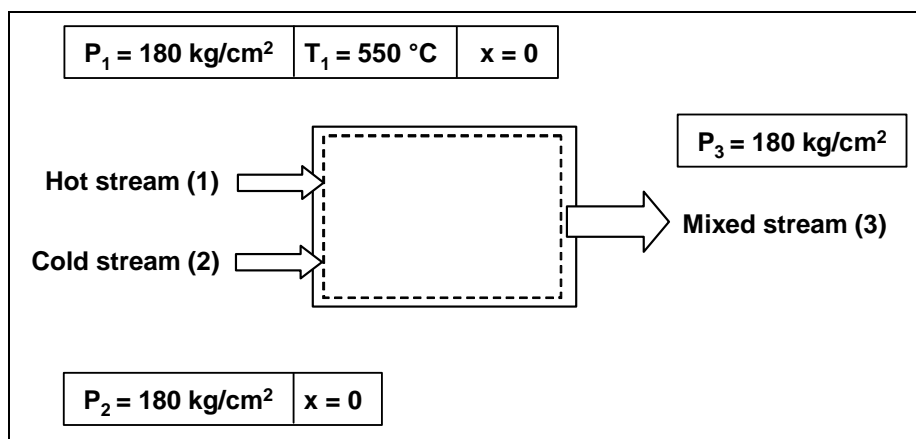 P₁ = 180 kg/cm² T₁ = 550 °C x = 0
P₃ = 180 kg/cm²
Hot stream (1)
Mixed stream (3)
Cold stream (2)
P₂ = 180 kg/cm² x = 0